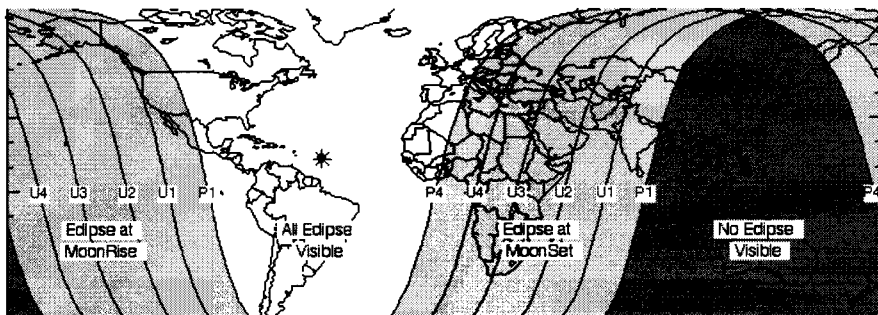 U4 U3 U2 U1 P1 P4 U4 U3 U2 U1 P1 P4
Eclipse at
MoonRise
All Eclipse
Visible
Eclipse at
MoonSet
No Eclipse
Visible